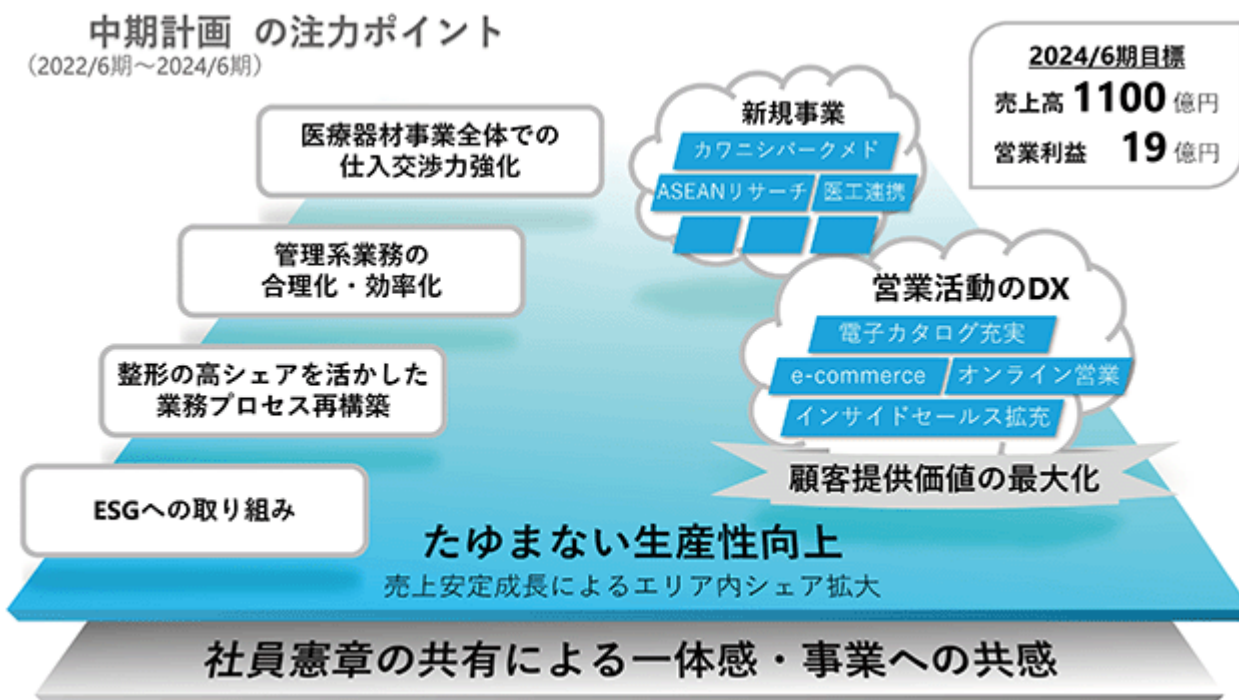 中期計画 の注力ポイント
（2022/6期～2024/6期）
2024/6期目標
売上高 1100 億円
営業利益 19 億円
医療器材事業全体での
仕入交渉力強化
管理系業務の
合理化・効率化
整形の高シェアを活かした
業務プロセス再構築
ESGへの取り組み
新規事業
カワニシバークメド
ASEANリサーチ 医工連携
営業活動のDX
電子カタログ充実
e-commerce オンライン営業
インサイドセールス拡充
顧客提供価値の最大化
たゆまない生産性向上
売上安定成長によるエリア内シェア拡大
社員憲章の共有による一体感・事業への共感